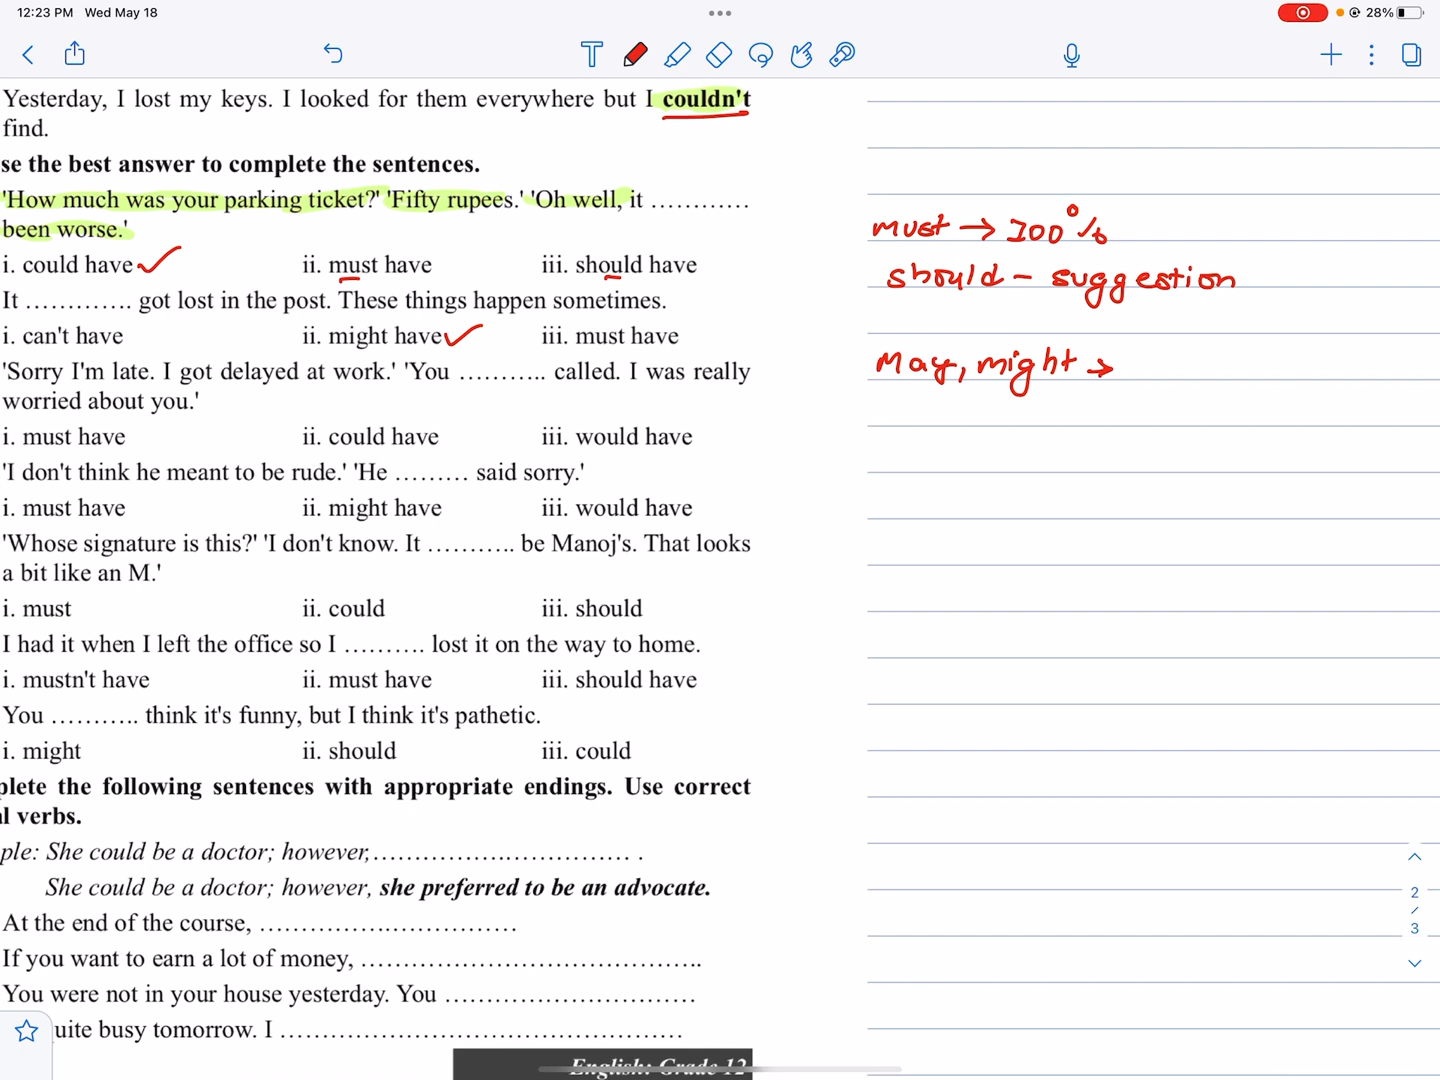 12:23 PM Wed May 18
28%
Yesterday, I lost my keys. I looked for them everywhere but I couldn't
find.
se the best answer to complete the sentences.
'How much was your parking ticket?' 'Fifty rupees.' 'Oh well, it …………
been worse.'
i. could have ii. must have iii. should have
It …………. got lost in the post. These things happen sometimes.
i. can't have ii. might have iii. must have
'Sorry I'm late. I got delayed at work.' 'You ……….. called. I was really
worried about you.'
i. must have ii. could have iii. would have
'I don't think he meant to be rude.' 'He ……… said sorry.'
i. must have ii. might have iii. would have
'Whose signature is this?' 'I don't know. It ……….. be Manoj's. That looks
a bit like an M.'
i. must ii. could iii. should
I had it when I left the office so I ………. lost it on the way to home.
i. mustn't have ii. must have iii. should have
You ……….. think it's funny, but I think it's pathetic.
i. might ii. should iii. could
plete the following sentences with appropriate endings. Use correct
al verbs.
ple: She could be a doctor; however,…………….…………… .
She could be a doctor; however, she preferred to be an advocate.
At the end of the course, …………….……………
If you want to earn a lot of money, …………………………………..
You were not in your house yesterday. You …………………………
uite busy tomorrow. I …………………………………………
English: Grade 12
must → 100%
should – suggestion
May, might →
2
/
3